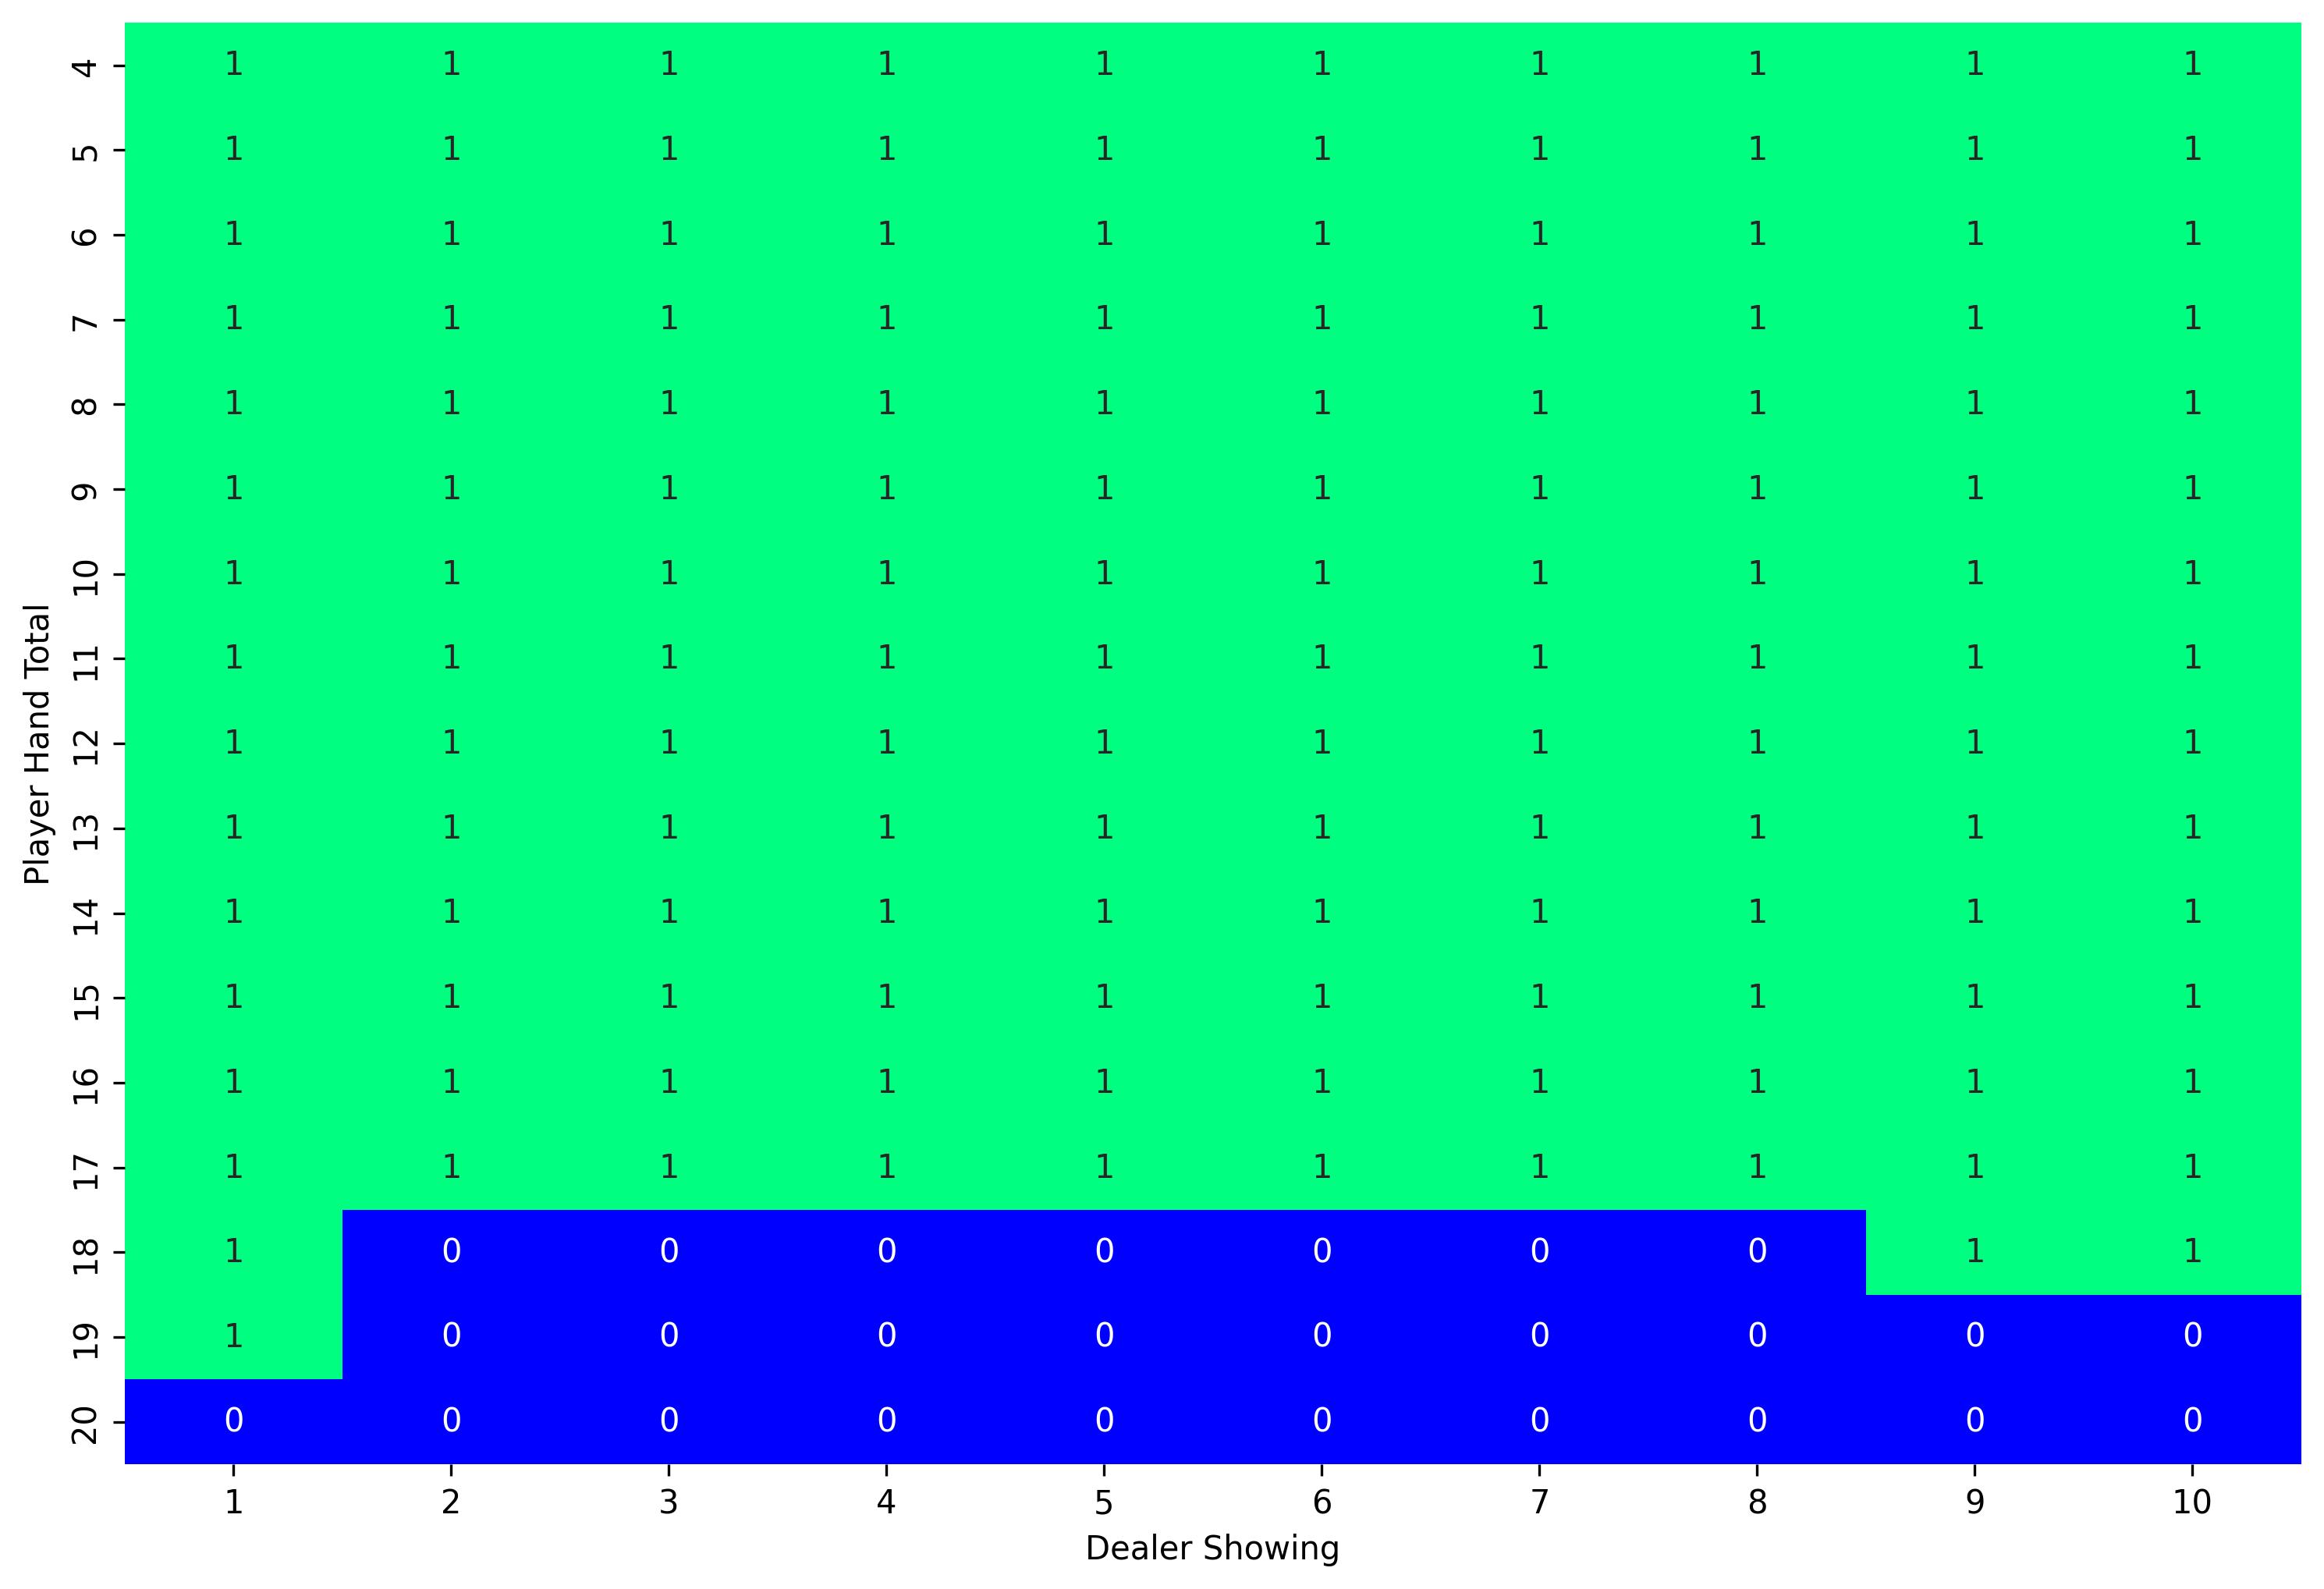 4 1 1 1 1 1 1 1 1 1 1
5 1 1 1 1 1 1 1 1 1 1
6 1 1 1 1 1 1 1 1 1 1
7 1 1 1 1 1 1 1 1 1 1
8 1 1 1 1 1 1 1 1 1 1
9 1 1 1 1 1 1 1 1 1 1
10 1 1 1 1 1 1 1 1 1 1
11 1 1 1 1 1 1 1 1 1 1
12 1 1 1 1 1 1 1 1 1 1
13 1 1 1 1 1 1 1 1 1 1
14 1 1 1 1 1 1 1 1 1 1
15 1 1 1 1 1 1 1 1 1 1
16 1 1 1 1 1 1 1 1 1 1
17 1 1 1 1 1 1 1 1 1 1
18 1 0 0 0 0 0 0 0 1 1
19 1 0 0 0 0 0 0 0 0 0
20 0 0 0 0 0 0 0 0 0 0
1 2 3 4 5 6 7 8 9 10
Dealer Showing
Player Hand Total